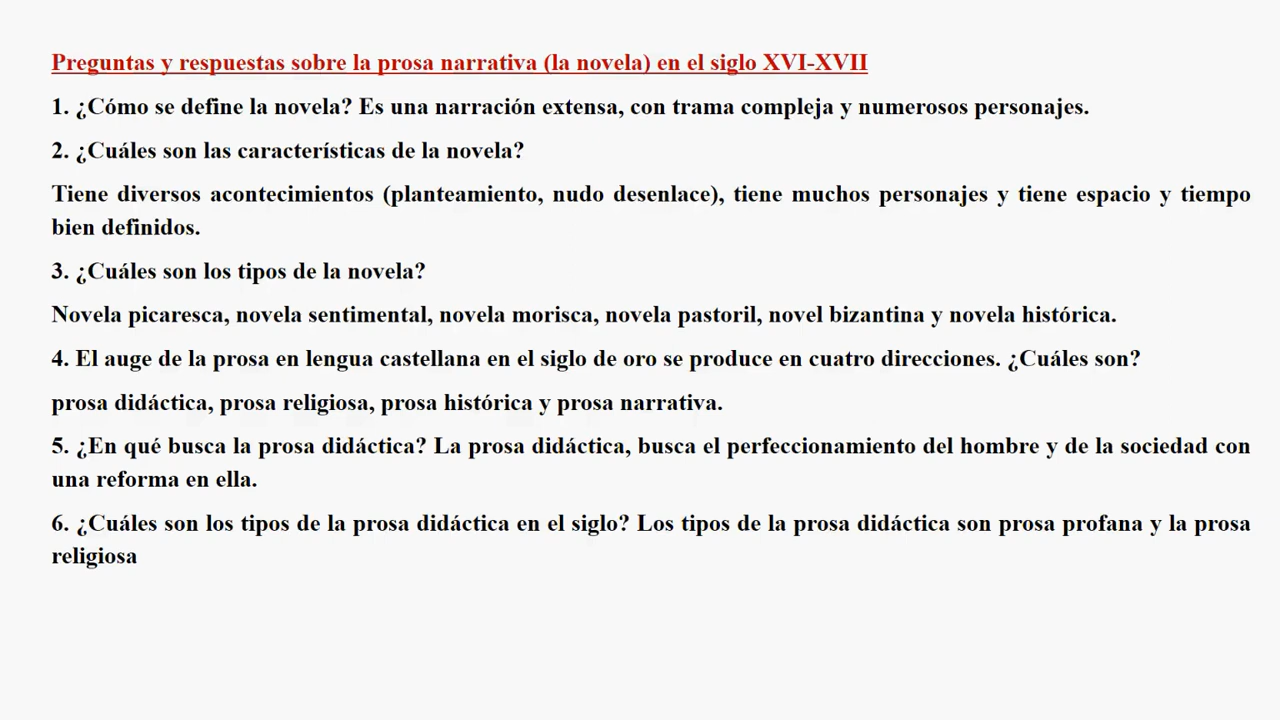 Preguntas y respuestas sobre la prosa narrativa (la novela) en el siglo XVI-XVII
1. ¿Cómo se define la novela? Es una narración extensa, con trama compleja y numerosos personajes.
2. ¿Cuáles son las características de la novela?
Tiene diversos acontecimientos (planteamiento, nudo desenlace), tiene muchos personajes y tiene espacio y tiempo
bien definidos.
3. ¿Cuáles son los tipos de la novela?
Novela picaresca, novela sentimental, novela morisca, novela pastoril, novel bizantina y novela histórica.
4. El auge de la prosa en lengua castellana en el siglo de oro se produce en cuatro direcciones. ¿Cuáles son?
prosa didáctica, prosa religiosa, prosa histórica y prosa narrativa.
5. ¿En qué busca la prosa didáctica? La prosa didáctica, busca el perfeccionamiento del hombre y de la sociedad con
una reforma en ella.
6. ¿Cuáles son los tipos de la prosa didáctica en el siglo? Los tipos de la prosa didáctica son prosa profana y la prosa
religiosa